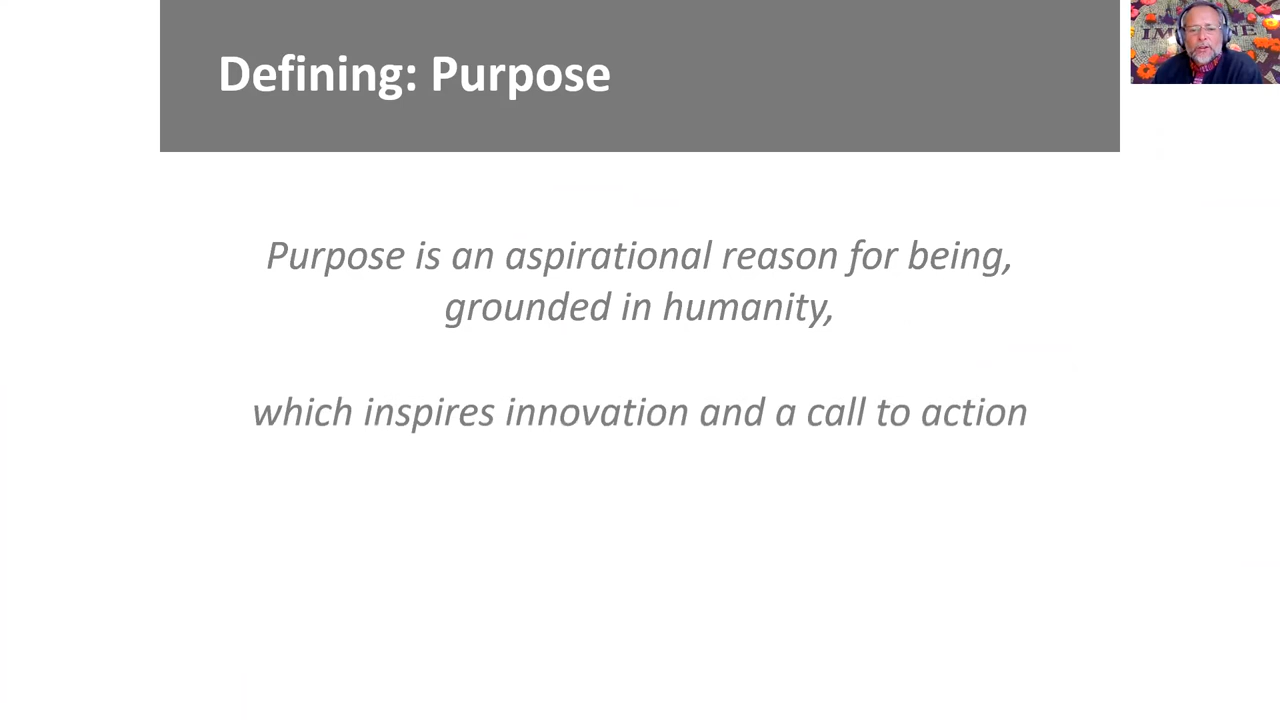 Defining: Purpose
Purpose is an aspirational reason for being,
grounded in humanity,
which inspires innovation and a call to action